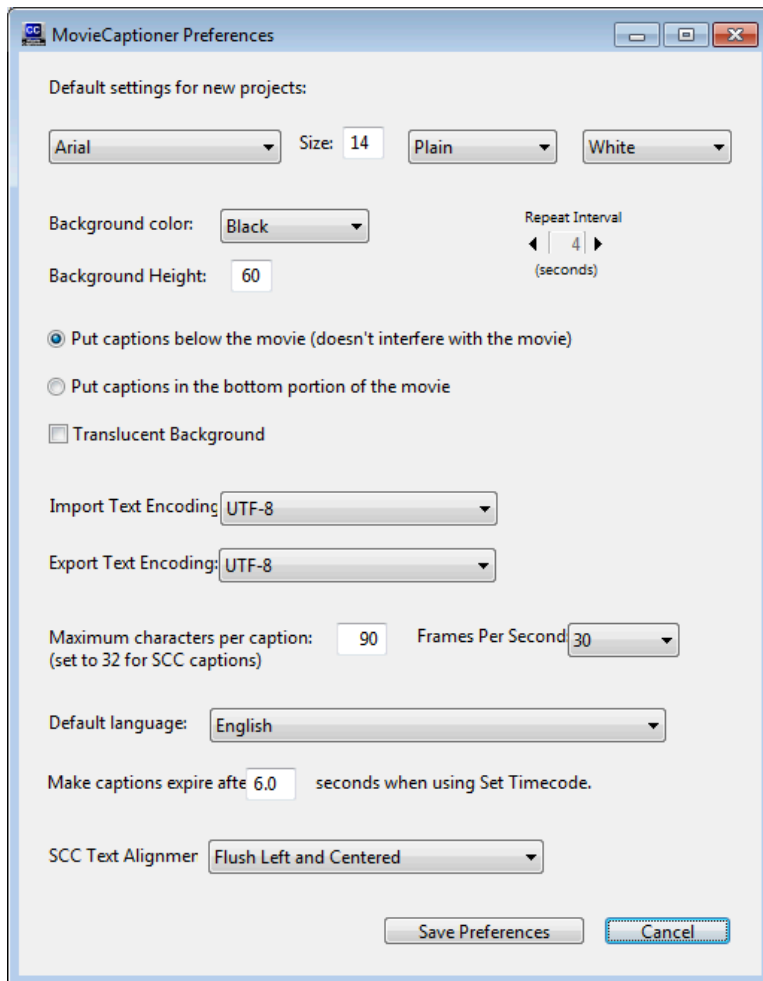 CC
MovieCaptioner Preferences
Default settings for new projects:
Arial Size: 14 Plain White
Background color: Black Repeat Interval
4
Background Height: 60 (seconds)
Put captions below the movie (doesn't interfere with the movie)
Put captions in the bottom portion of the movie
Translucent Background
Import Text Encoding UTF-8
Export Text Encoding: UTF-8
Maximum characters per caption: 90 Frames Per Second: 30
(set to 32 for SCC captions)
Default language: English
Make captions expire afte 6.0 seconds when using Set Timecode.
SCC Text Alignmer Flush Left and Centered
Save Preferences Cancel